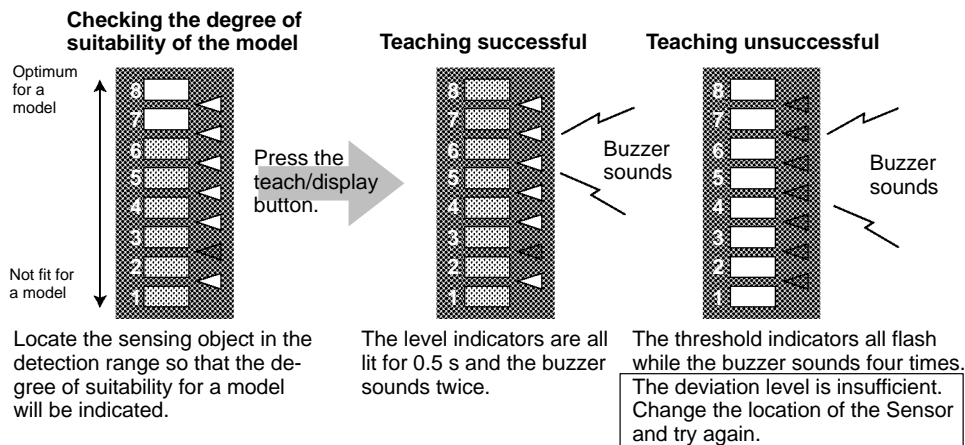 Checking the degree of
suitability of the model
Optimum
for a
model
8
7
6
5
4
3
2
1
Not fit for
a model
Locate the sensing object in the
detection range so that the de-
gree of suitability for a model
will be indicated.
Press the
teach/display
button.
Teaching successful
8
7
6
5
4
3
2
1
Buzzer
sounds
The level indicators are all
lit for 0.5 s and the buzzer
sounds twice.
Teaching unsuccessful
8
7
6
5
4
3
2
1
Buzzer
sounds
The threshold indicators all flash
while the buzzer sounds four times.
The deviation level is insufficient.
Change the location of the Sensor
and try again.